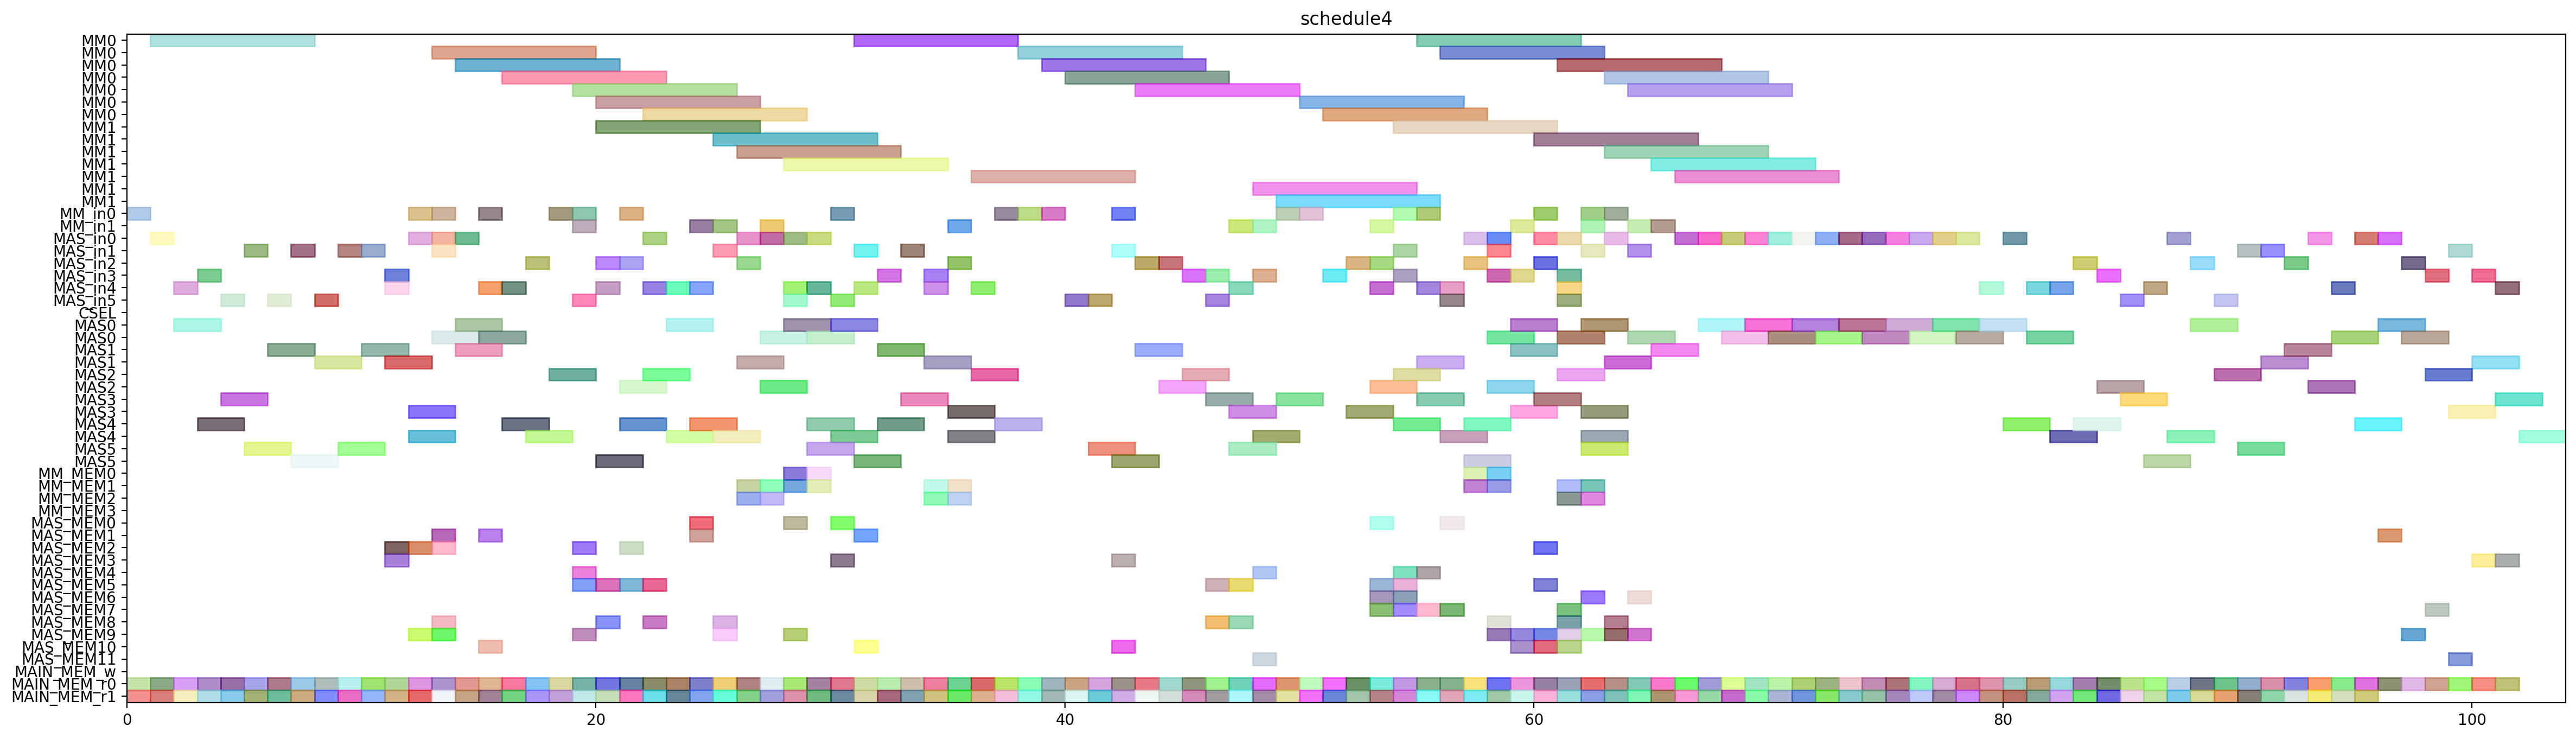 schedule4
MM0
MM0
MM0
MM0
MM0
MM0
MM0
MM1
MM1
MM1
MM1
MM1
MM1
MM1
MM_in0
MM_in1
MAS_in0
MAS_in1
MAS_in2
MAS_in3
MAS_in4
MAS_in5
CSEL
MAS0
MAS0
MAS1
MAS1
MAS2
MAS2
MAS3
MAS3
MAS4
MAS4
MAS5
MAS5
MM_MEM0
MM_MEM1
MM_MEM2
MM_MEM3
MAS_MEM0
MAS_MEM1
MAS_MEM2
MAS_MEM3
MAS_MEM4
MAS_MEM5
MAS_MEM6
MAS_MEM7
MAS_MEM8
MAS_MEM9
MAS_MEM10
MAS_MEM11
MAIN_MEM_w
MAIN_MEM_r0
MAIN_MEM_r1
0 20 40 60 80 100